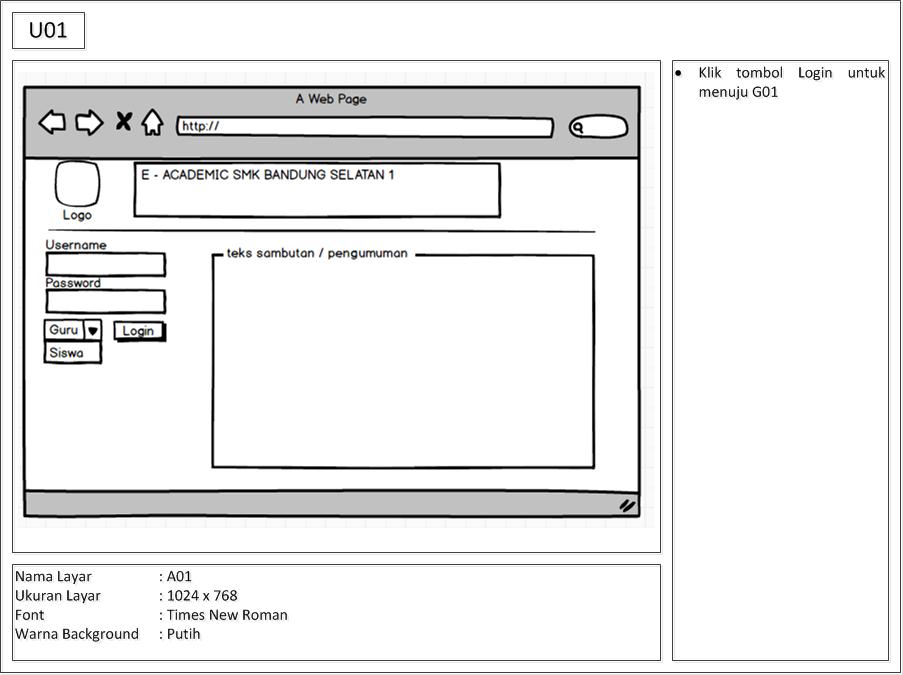 U01
A Web Page
http://
E - ACADEMIC SMK BANDUNG SELATAN 1
Logo
Username
Password
Guru
Login
Siswa
teks sambutan / pengumuman
• Klik tombol Login untuk
menuju G01
Nama Layar : A01
Ukuran Layar : 1024 x 768
Font : Times New Roman
Warna Background : Putih